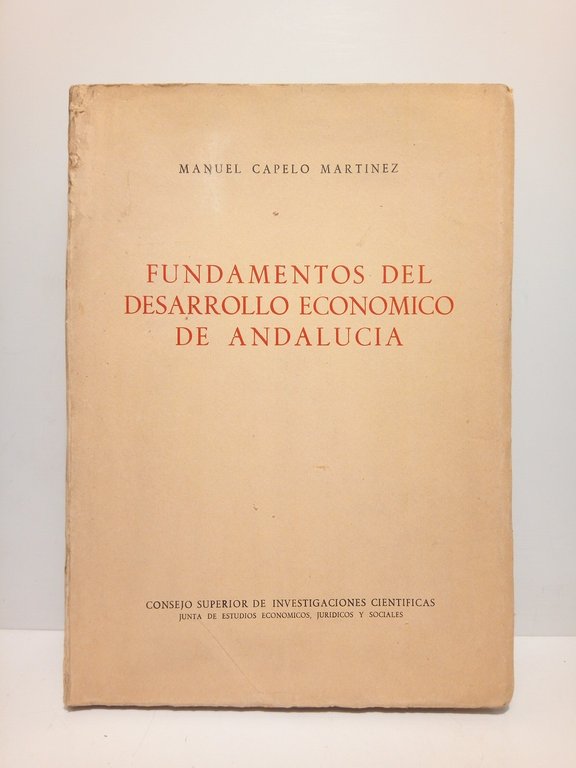 MANUEL CAPELO MARTINEZ
FUNDAMENTOS DEL
DESARROLLO ECONOMICO
DE ANDALUCIA
CONSEJO SUPERIOR DE INVESTIGACIONES CIENTIFICAS
JUNTA DE ESTUDIOS ECONOMICOS, JURIDICOS Y SOCIALES